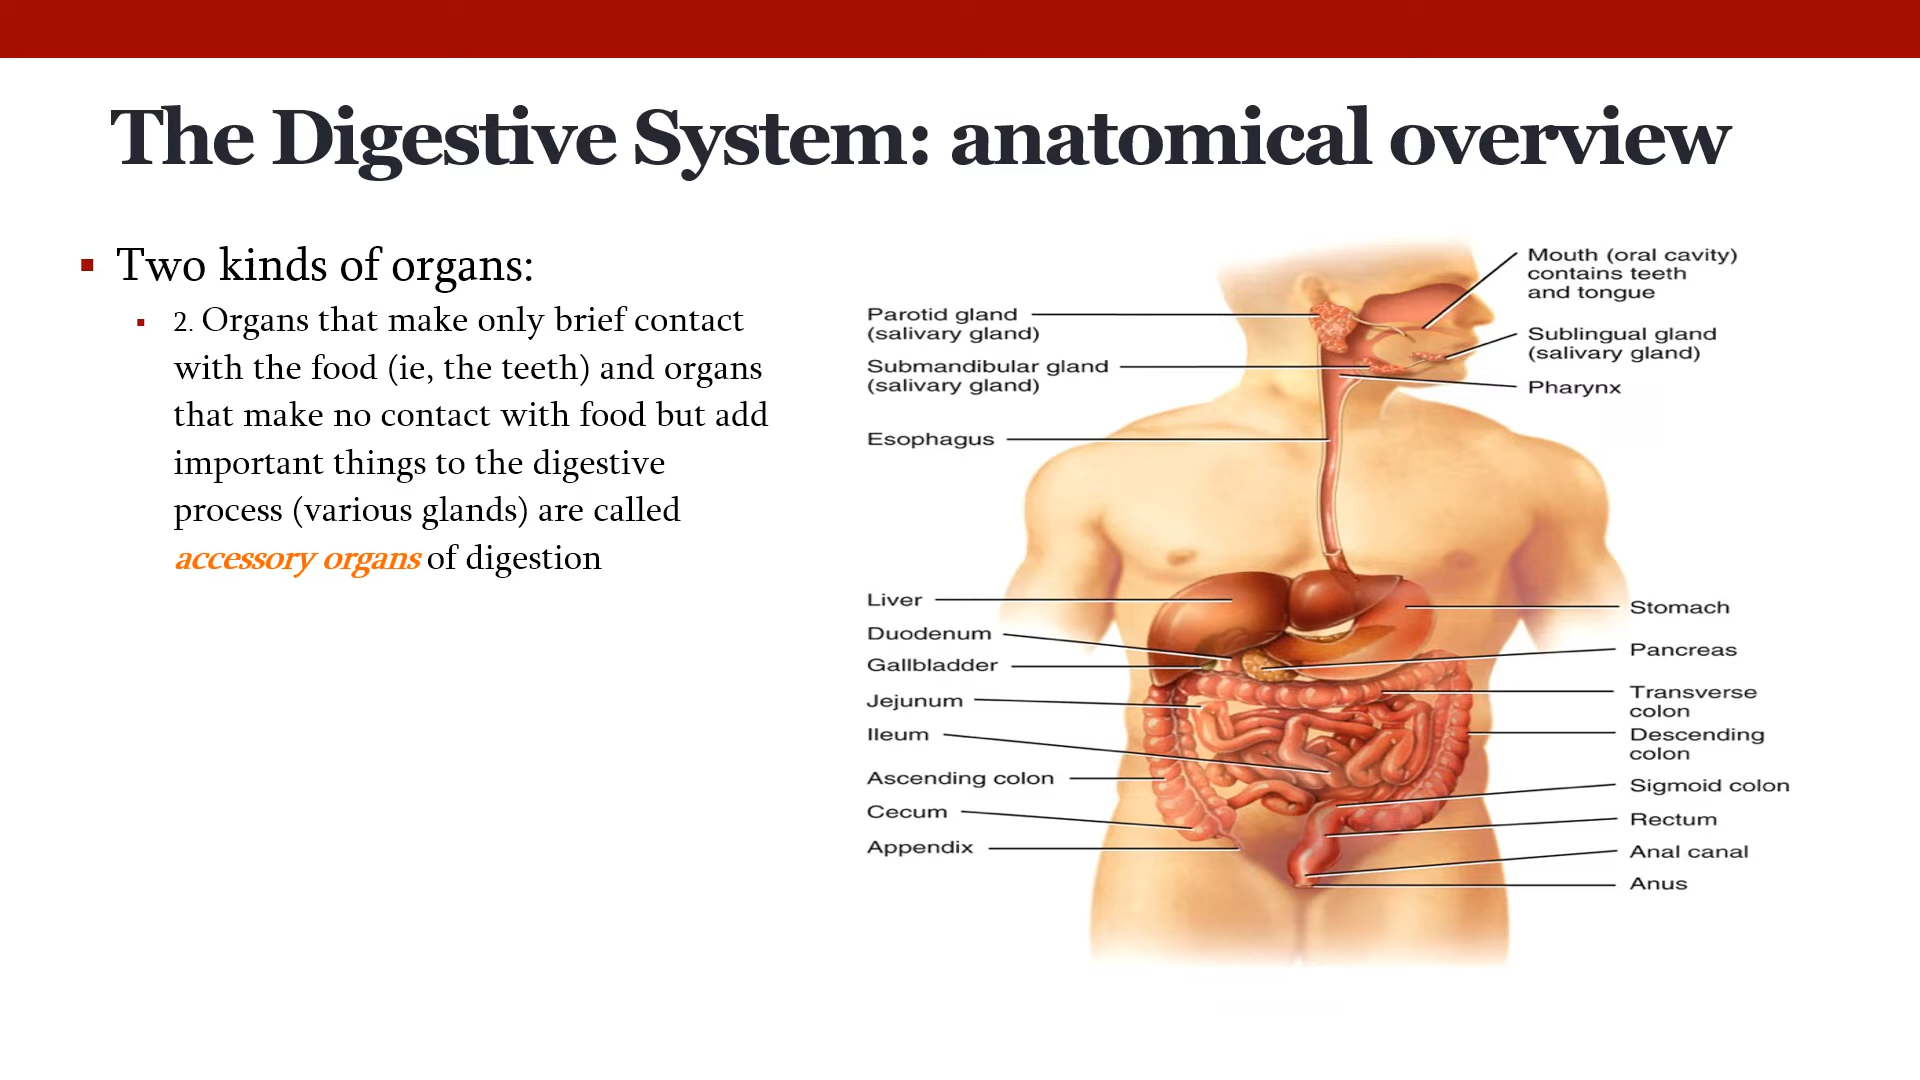 The Digestive System: anatomical overview
Two kinds of organs:
2. Organs that make only brief contact
with the food (ie, the teeth) and organs
that make no contact with food but add
important things to the digestive
process (various glands) are called
accessory organs of digestion
Parotid gland
(salivary gland)
Submandibular gland
(salivary gland)
Esophagus
Liver
Duodenum
Gallbladder
Jejunum
Ileum
Ascending colon
Cecum
Appendix
Mouth (oral cavity)
contains teeth
and tongue
Sublingual gland
(salivary gland)
Pharynx
Stomach
Pancreas
Transverse
colon
Descending
colon
Sigmoid colon
Rectum
Anal canal
Anus